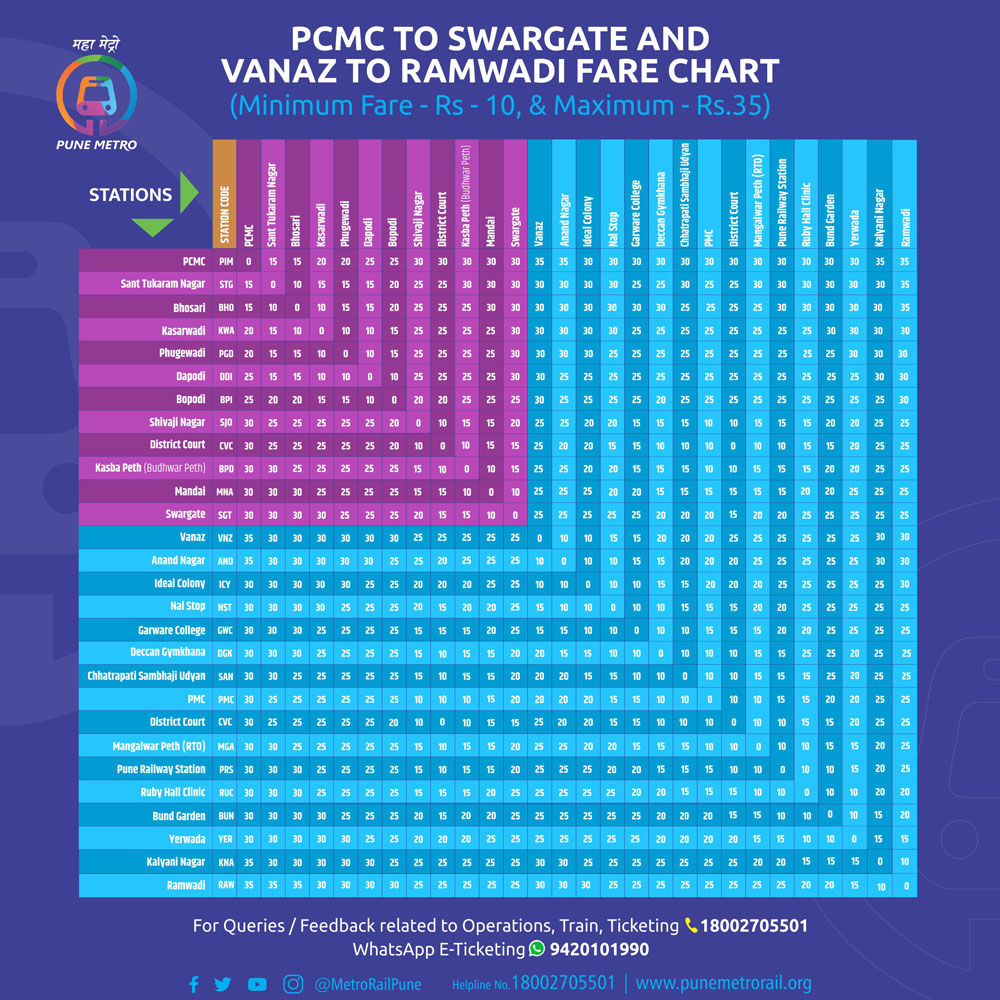 महा मेट्रो
PUNE METRO
PCMC TO SWARGATE AND
VANAZ TO RAMWADI FARE CHART
(Minimum Fare - Rs - 10, & Maximum - Rs.35)
STATIONS
STATION CODE
PCMC
Sant Tukaram Nagar
Bhosari
Kasarwadi
Phugewadi
Dapodi
Bopodi
Shivaji Nagar
District Court
Kasba Peth (Budhwar Peth)
Mandai
Swargate
Vanaz
Anand Nagar
Ideal Colony
Nal Stop
Garware College
Deccan Gymkhana
Chhatrapati Sambhaji Udyan
PMC
District Court
Mangalwar Peth (RTO)
Pune Railway Station
Ruby Hall Clinic
Bund Garden
Yerwada
Kalyani Nagar
Ramwadi
PCMC PIM 0 15 15 20 20 25 25 30 30 30 30 30 35 35 30 30 30 30 30 30 30 30 30 30 30 30 35 35
Sant Tukaram Nagar STG 15 0 10 15 15 15 20 25 25 30 30 30 30 30 30 30 30 30 30 25 25 30 30 30 30 30 30 35
Bhosari BHO 15 10 0 10 15 15 20 25 25 25 30 30 30 30 30 30 30 30 25 25 25 25 30 30 30 30 30 35
Kasarwadi KWA 20 15 10 0 10 10 15 25 25 25 25 30 30 30 30 30 25 25 25 25 25 25 25 25 30 30 30 30
Phugewadi PGD 20 15 15 10 0 10 15 25 25 25 25 30 30 30 30 25 25 25 25 25 25 25 25 25 25 30 30 30
Dapodi DDI 25 15 15 10 10 0 10 25 25 25 25 30 30 25 25 25 25 25 25 25 25 25 25 25 25 25 30 30
Bopodi BPI 25 20 20 15 15 10 0 20 20 25 25 25 25 25 25 25 25 25 25 25 20 25 25 25 25 25 25 30
Shivaji Nagar SJO 30 25 25 25 25 25 20 0 10 15 15 20 25 25 20 20 15 15 15 10 10 15 15 15 20 20 25 25
District Court CVC 30 25 25 25 25 25 20 10 0 10 15 15 25 20 20 15 15 10 10 10 0 10 10 15 15 20 25 25
Kasba Peth (Budhwar Peth) BPD 30 30 25 25 25 25 25 15 10 0 10 15 25 25 20 20 15 15 15 10 10 15 15 15 20 20 25 25
Mandai MNA 30 30 30 25 25 25 25 15 15 10 0 10 25 25 25 20 20 15 15 15 15 15 15 20 20 25 25 25
Swargate SGT 30 30 30 30 25 25 25 20 15 15 10 0 25 25 25 25 25 20 20 20 15 20 20 25 25 25 25 25
Vanaz VNZ 35 30 30 30 30 30 30 25 25 25 25 25 0 10 10 15 15 20 20 20 25 25 25 25 25 25 30 30
Anand Nagar AND 35 30 30 30 30 30 30 25 20 25 25 25 10 0 10 10 15 15 20 20 20 25 25 25 25 25 25 30
Ideal Colony ICY 30 30 30 30 30 25 25 20 20 20 20 25 10 10 0 10 10 15 15 20 20 20 25 25 25 25 25 30
Nal Stop NST 30 30 30 30 25 25 25 20 15 20 20 25 15 10 10 0 10 10 15 15 15 20 20 25 25 25 25 25
Garware College GWC 30 30 30 25 25 25 25 15 15 15 20 25 15 15 10 10 0 10 10 15 15 15 20 20 25 25 25 25
Deccan Gymkhana DGK 30 30 30 25 25 25 25 15 10 15 15 20 20 15 15 10 10 0 10 10 10 15 15 20 25 25 25 25
Chhatrapati Sambhaji Udyan SAN 30 30 25 25 25 25 25 15 10 15 15 20 20 20 15 15 10 10 0 10 10 15 15 15 20 25 25 25
PMC PMC 30 25 25 25 25 25 25 10 10 10 15 20 20 20 20 15 15 10 10 0 10 10 15 15 20 20 25 25
District Court CVC 30 25 25 25 25 25 20 10 0 10 15 15 25 20 20 15 15 10 10 10 0 10 10 15 15 20 25 25
Mangalwar Peth (RTO) MGA 30 30 25 25 25 25 25 15 10 15 15 20 25 25 20 20 15 15 15 10 10 0 10 10 15 15 20 25
Pune Railway Station PRS 30 30 30 25 25 25 25 15 10 15 15 20 25 25 25 20 20 15 15 15 10 10 0 10 10 15 20 25
Ruby Hall Clinic RUC 30 30 30 25 25 25 25 15 15 15 20 25 25 25 25 25 20 20 15 15 15 10 10 0 10 10 15 20
Bund Garden BUN 30 30 30 30 25 25 25 20 15 20 20 25 25 25 25 25 25 25 20 20 15 15 10 10 0 10 15 20
Yerwada YER 30 30 30 30 30 25 25 20 20 20 25 25 25 25 25 25 25 25 25 20 20 15 15 10 10 0 15 15
Kalyani Nagar KNA 35 30 30 30 30 30 25 25 25 25 25 25 30 30 25 25 25 25 25 25 25 20 20 15 15 15 0 10
Ramwadi RAW 35 35 35 30 30 30 30 25 25 25 25 25 30 30 30 25 25 25 25 25 25 25 25 20 20 15 10 0
For Queries / Feedback related to Operations, Train, Ticketing 18002705501
WhatsApp E-Ticketing 9420101990
@MetroRailPune Helpline No.18002705501 | www.punemetrorail.org